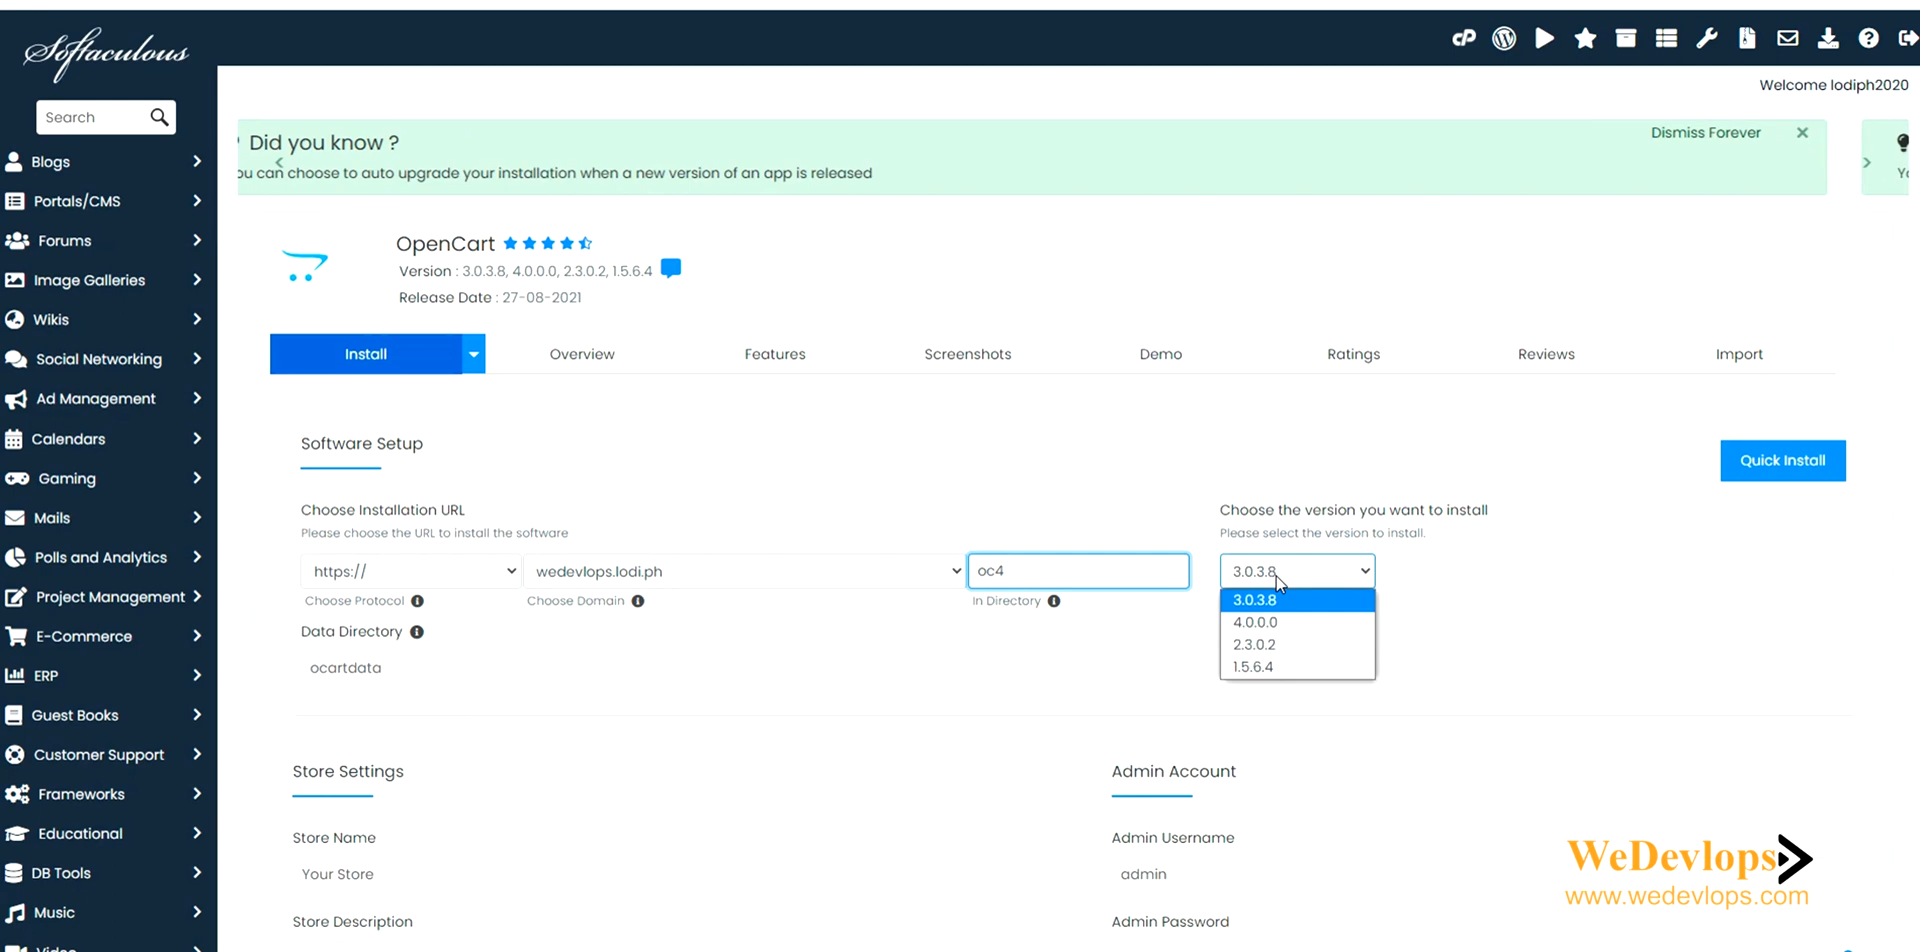 Softaculous
cP
Welcome lodiph2020
Search
Blogs
Portals/CMS
Forums
Image Galleries
Wikis
Social Networking
Ad Management
Calendars
Gaming
Mails
Polls and Analytics
Project Management
E-Commerce
ERP
Guest Books
Customer Support
Frameworks
Educational
DB Tools
Music
Video
Did you know ?
Dismiss Forever
ou can choose to auto upgrade your installation when a new version of an app is released
OpenCart
Version : 3.0.3.8, 4.0.0.0, 2.3.0.2, 1.5.6.4
Release Date : 27-08-2021
Install
Overview
Features
Screenshots
Demo
Ratings
Reviews
Import
Software Setup
Quick Install
Choose Installation URL
Please choose the URL to install the software
https://
wedevlops.lodi.ph
oc4
Choose Protocol
Choose Domain
In Directory
Choose the version you want to install
Please select the version to install.
3.0.3.8
3.0.3.8
4.0.0.0
2.3.0.2
1.5.6.4
Data Directory
ocartdata
Store Settings
Store Name
Your Store
Store Description
Admin Account
Admin Username
admin
Admin Password
WeDevlops
www.wedevlops.com